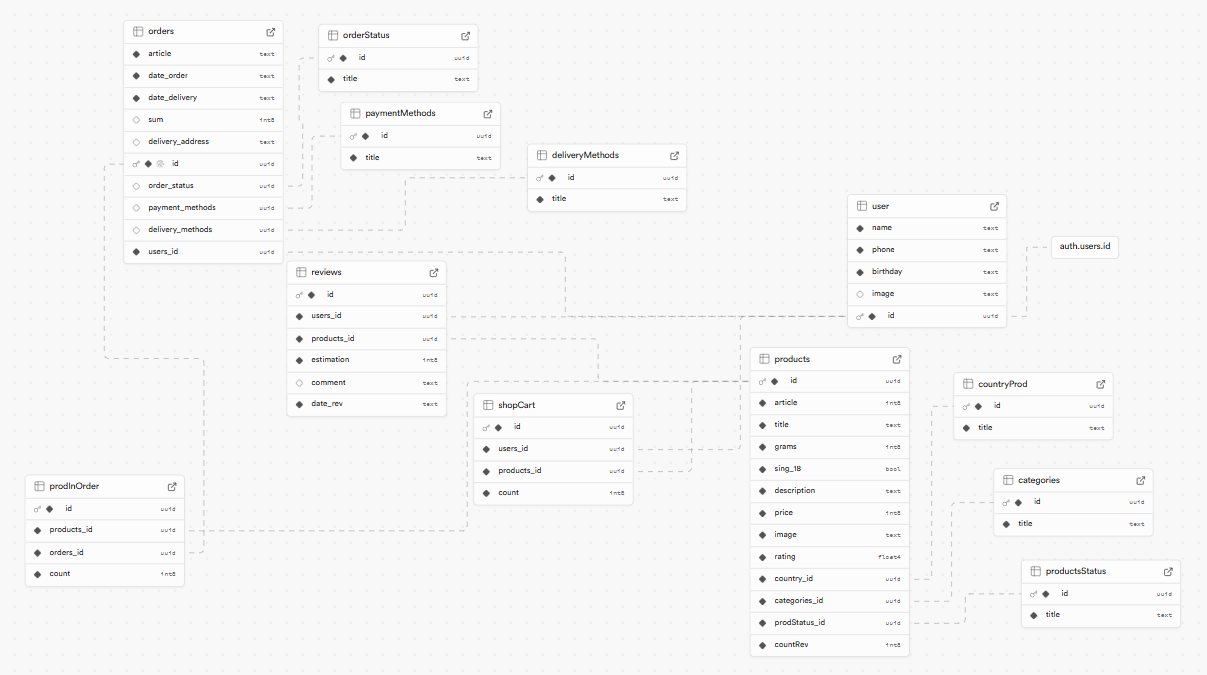 orders
article text
date_order text
date_delivery text
sum int8
delivery_address text
id uuid
order_status uuid
payment_methods uuid
delivery_methods uuid
users_id uuid
orderStatus
id uuid
title text
paymentMethods
id uuid
title text
deliveryMethods
id uuid
title text
user
name text
phone text
birthday text
image text
id uuid
auth.users.id
reviews
id uuid
users_id uuid
products_id uuid
estimation int8
comment text
date_rev text
shopCart
id uuid
users_id uuid
products_id uuid
count int8
products
id uuid
article int8
title text
grams int8
sing_18 bool
description text
price int8
image text
rating float4
country_id uuid
categories_id uuid
prodStatus_id uuid
countRev int8
countryProd
id uuid
title text
categories
id uuid
title text
productsStatus
id uuid
title text
prodInOrder
id uuid
products_id uuid
orders_id uuid
count int8